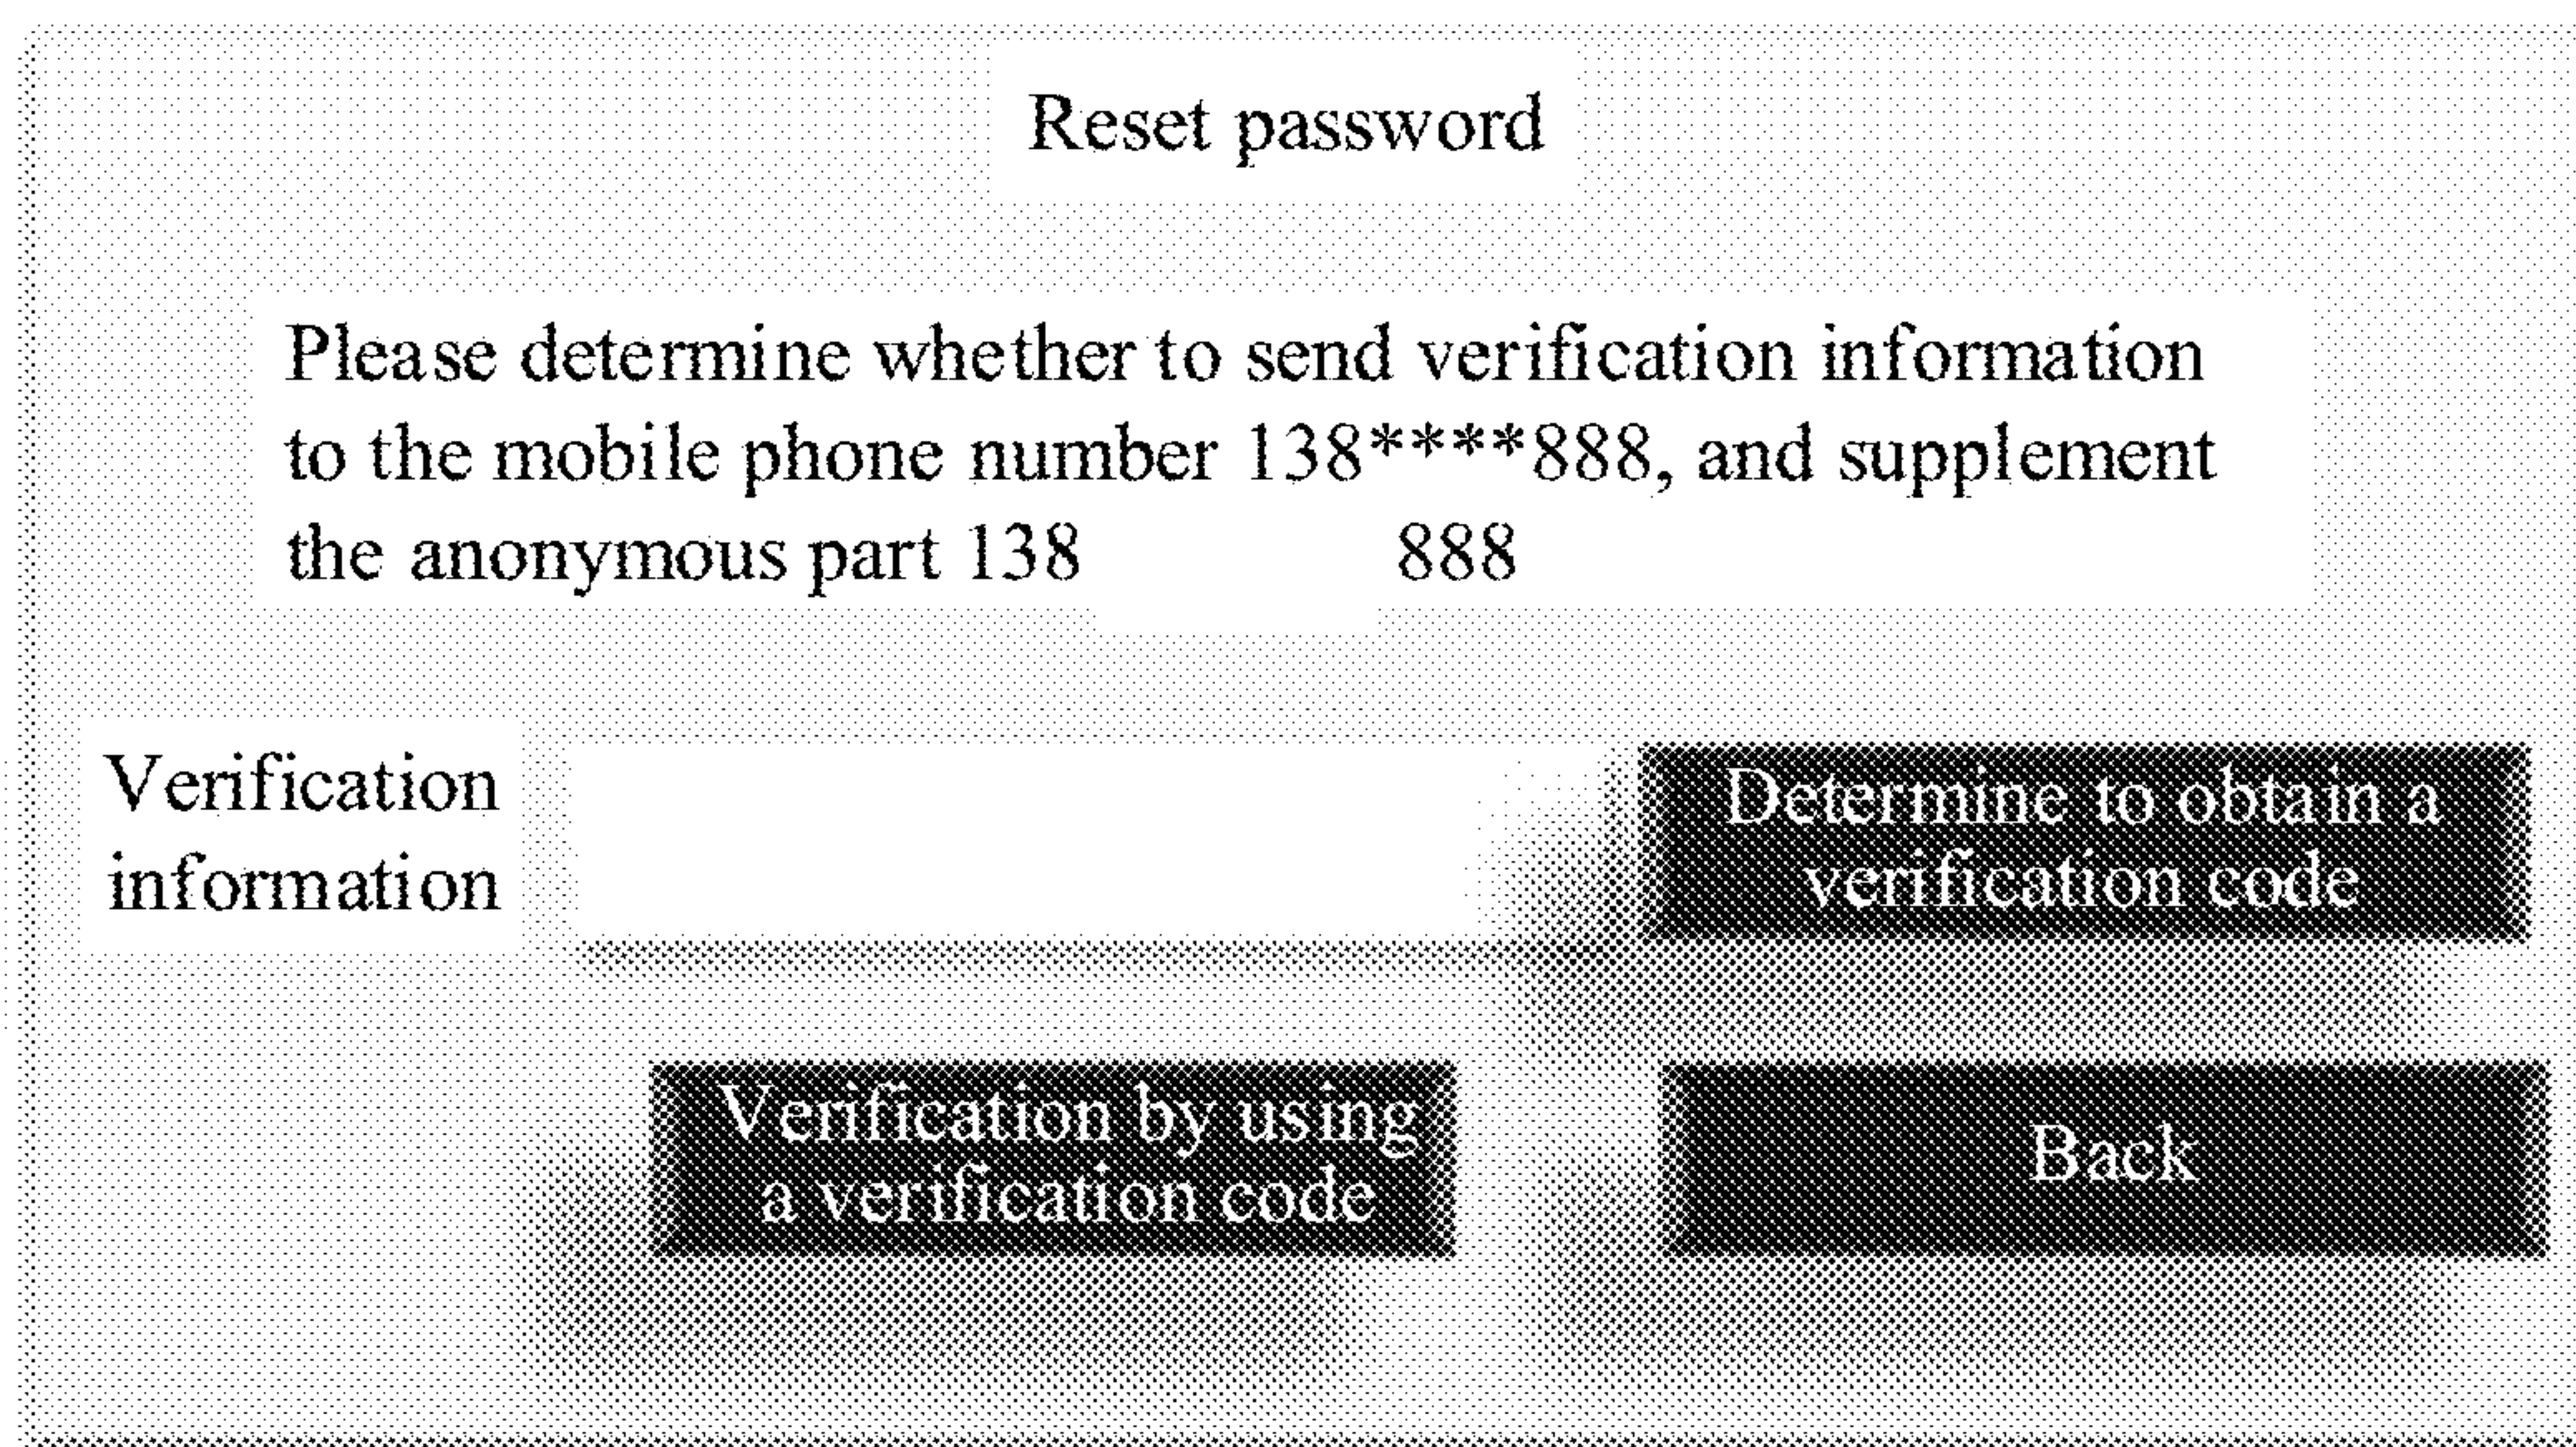 Reset password
Please determine whether to send verification information
to the mobile phone number 138****888, and supplement
the anonymous part 138 888
Verification
information
Determine to obtain a
verification code
Verification by using
a verification code
Back